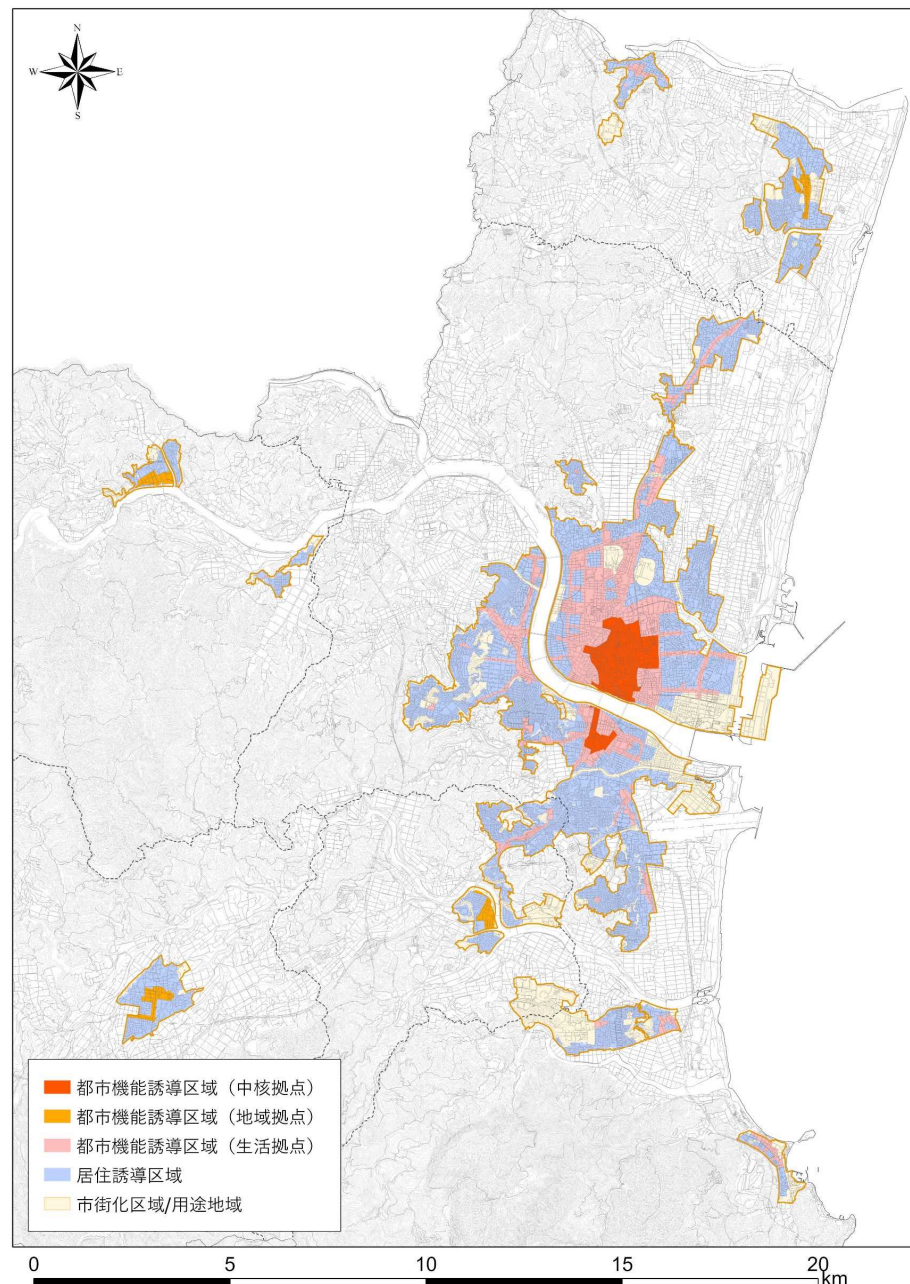 N
W E
S
都市機能誘導区域（中核拠点）
都市機能誘導区域（地域拠点）
都市機能誘導区域（生活拠点）
居住誘導区域
市街化区域/用途地域
0 5 10 15 20
km